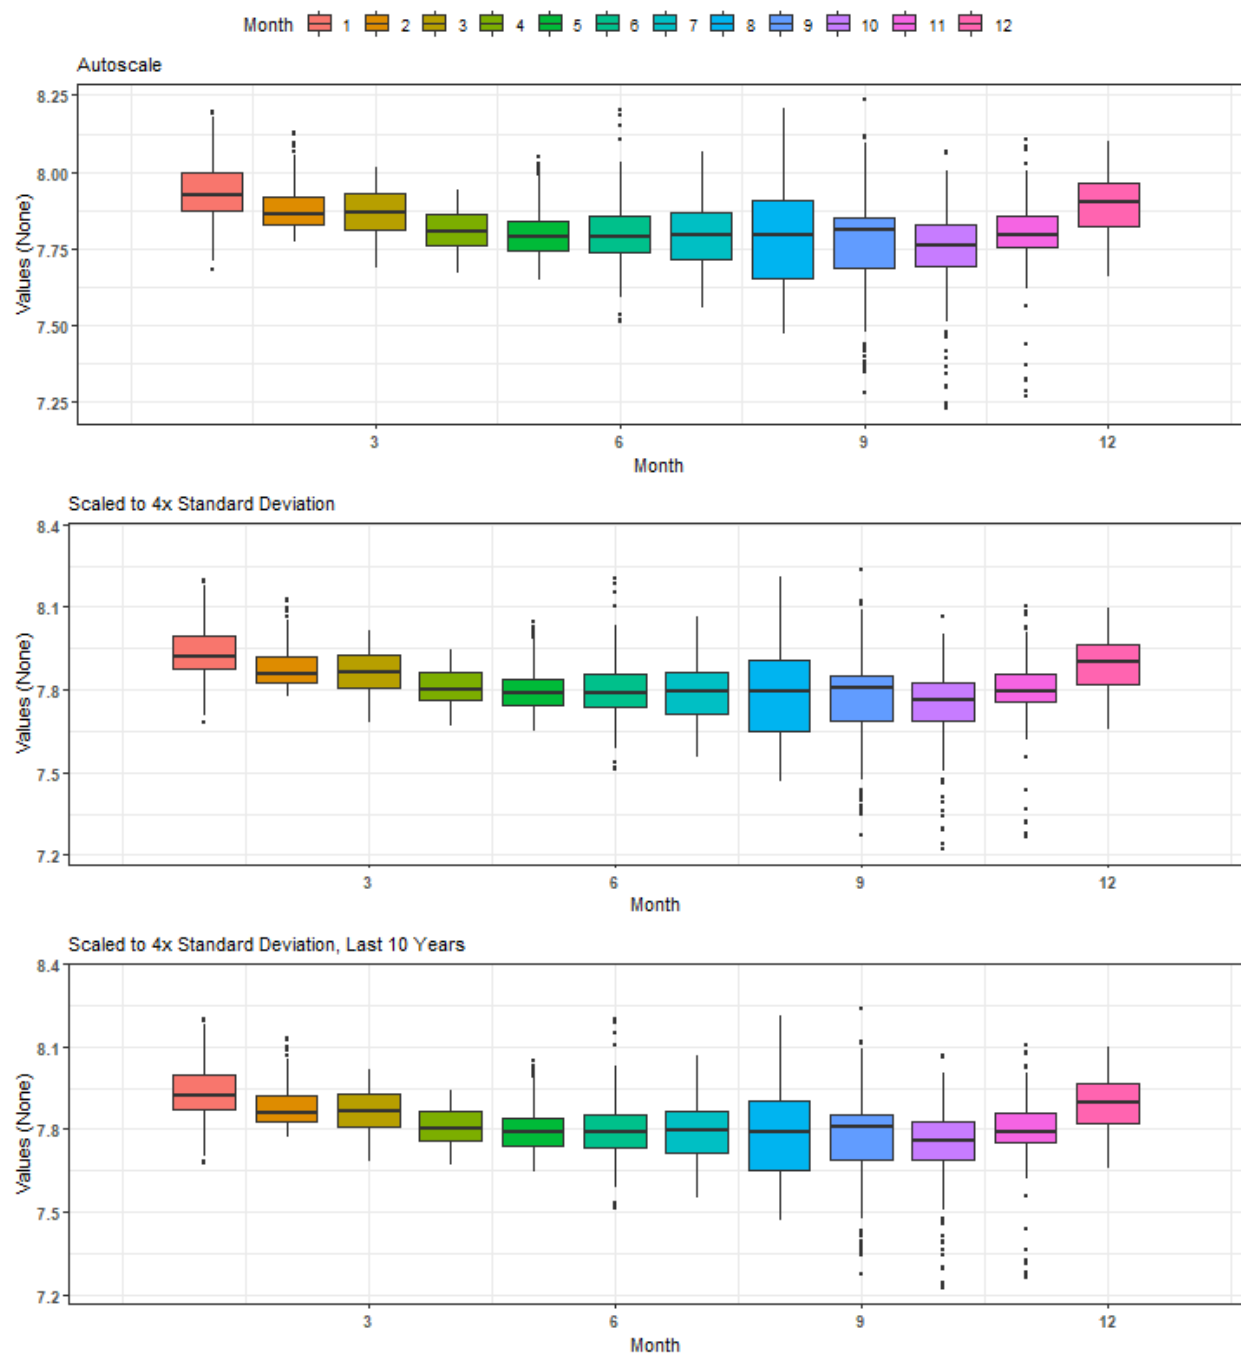 Month 1 2 3 4 5 6 7 8 9 10 11 12
Autoscale
Values (None)
8.25
8.00
7.75
7.50
7.25
3 6 9 12
Month
Scaled to 4x Standard Deviation
Values (None)
8.4
8.1
7.8
7.5
7.2
3 6 9 12
Month
Scaled to 4x Standard Deviation, Last 10 Years
Values (None)
8.4
8.1
7.8
7.5
7.2
3 6 9 12
Month